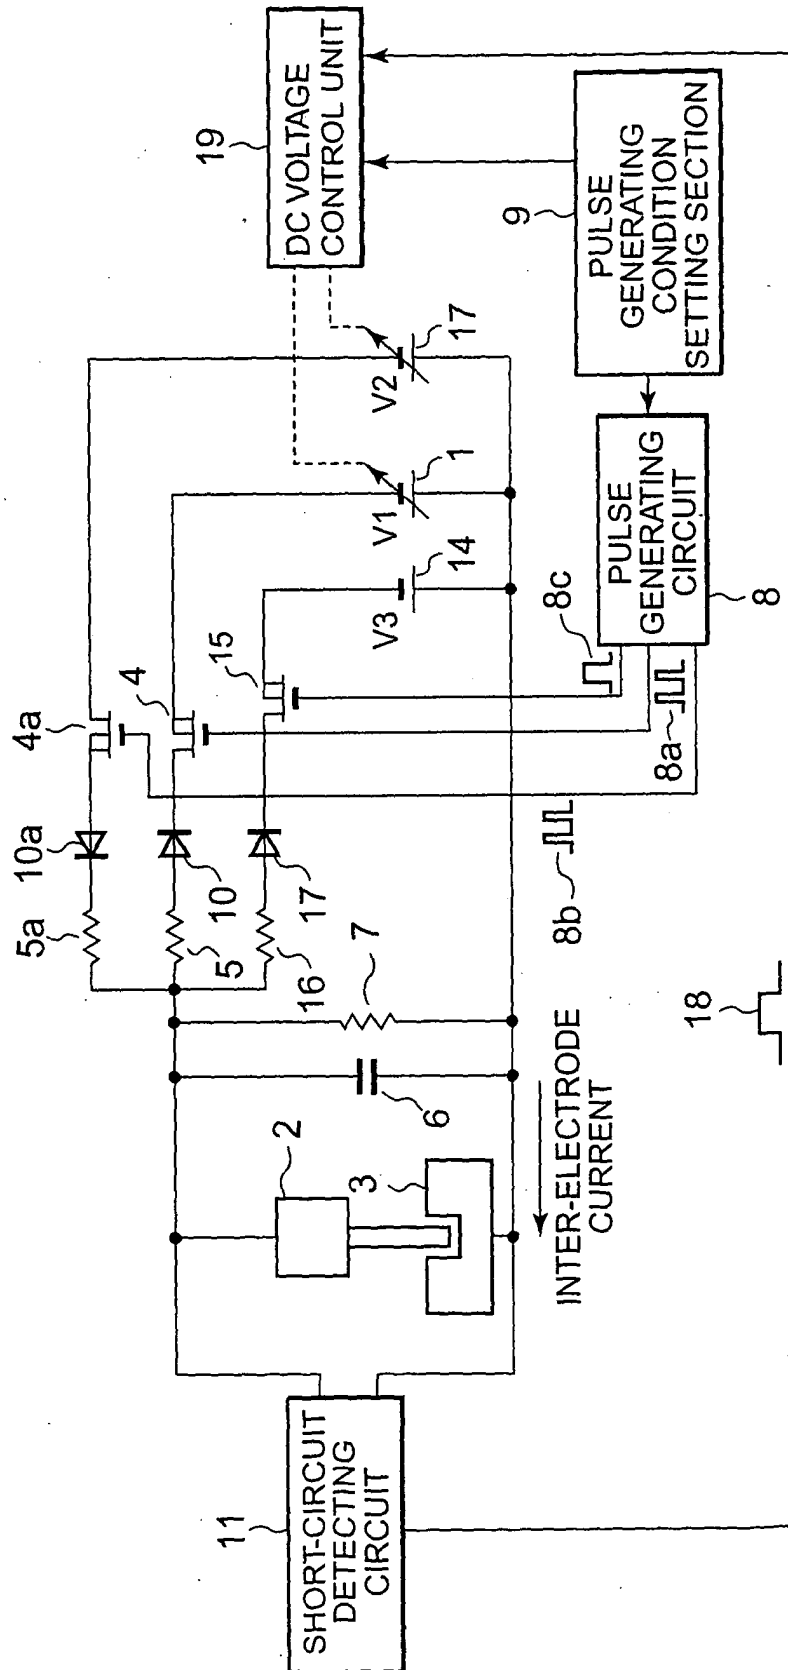 11
SHORT-CIRCUIT
DETECTING
CIRCUIT
2
3
6
7
INTER-ELECTRODE
CURRENT
18
5a
10a
4a
5
10
4
16
17
15
8b
8a
8c
V3
14
V1
1
V2
17
19
DC VOLTAGE
CONTROL UNIT
9
PULSE
GENERATING
CONDITION
SETTING SECTION
PULSE
GENERATING
CIRCUIT
8